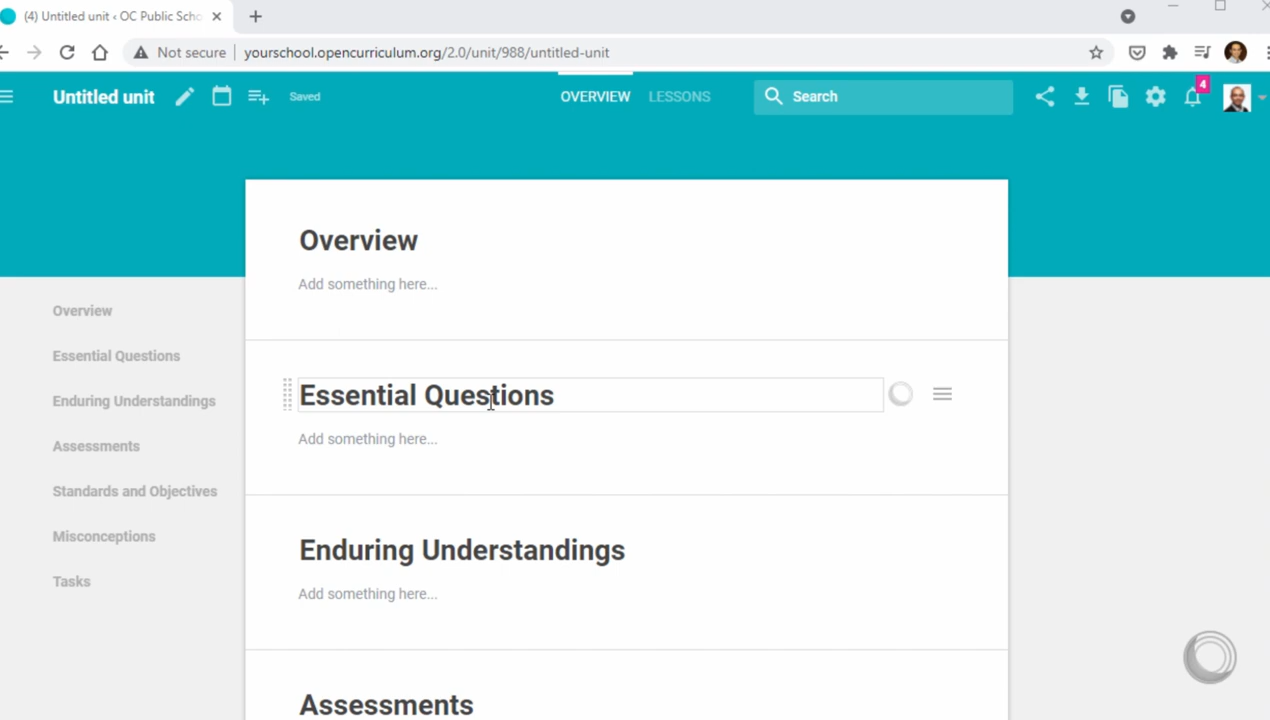 (4) Untitled unit ‹ OC Public Scho
Not secure yourschool.opencurriculum.org/2.0/unit/988/untitled-unit
Untitled unit Saved OVERVIEW LESSONS Search 4
Overview
Add something here...
Overview
Essential Questions
Enduring Understandings
Assessments
Standards and Objectives
Misconceptions
Tasks
Essential Questions
Add something here...
Enduring Understandings
Add something here...
Assessments